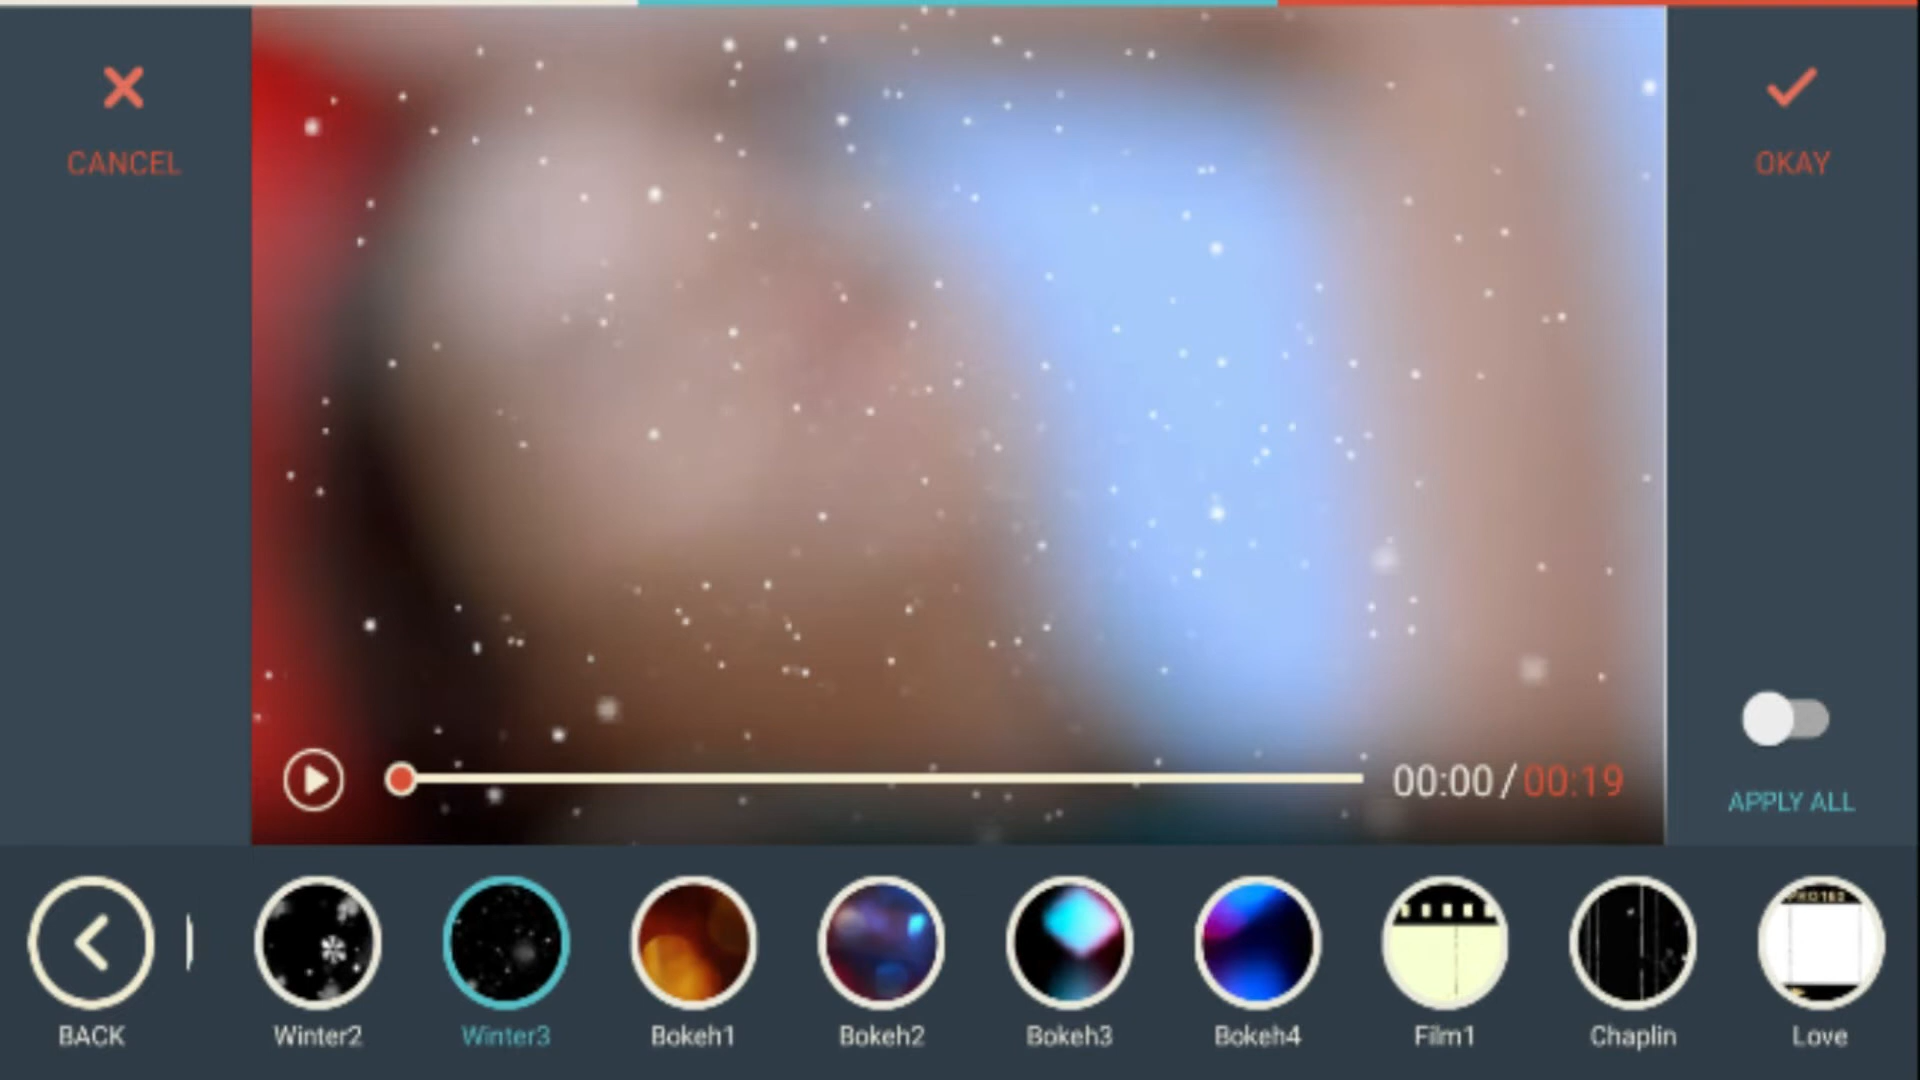 CANCEL
OKAY
00:00/00:19
APPLY ALL
BACK
Winter2
Winter3
Bokeh1
Bokeh2
Bokeh3
Bokeh4
Film1
Chaplin
Love